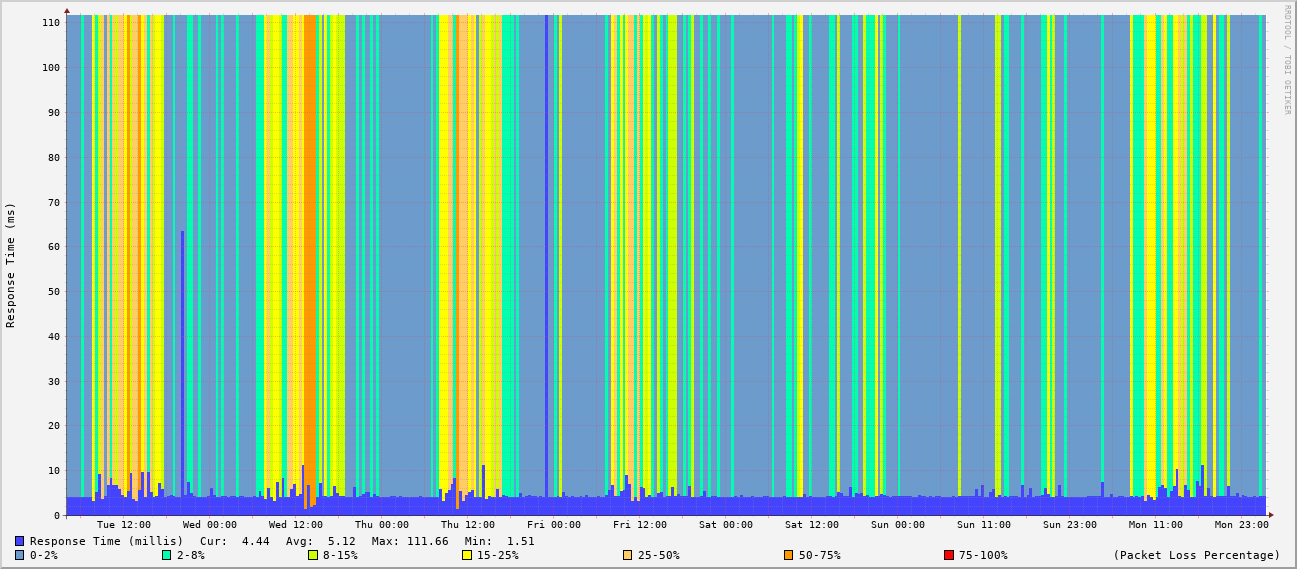 RRDTOOL / TOBI OETIKER
Response Time (ms)
110
100
90
80
70
60
50
40
30
20
10
0
Tue 12:00 Wed 00:00 Wed 12:00 Thu 00:00 Thu 12:00 Fri 00:00 Fri 12:00 Sat 00:00 Sat 12:00 Sun 00:00 Sun 11:00 Sun 23:00 Mon 11:00 Mon 23:00
Response Time (millis) Cur: 4.44 Avg: 5.12 Max: 111.66 Min: 1.51
0-2% 2-8% 8-15% 15-25% 25-50% 50-75% 75-100% (Packet Loss Percentage)